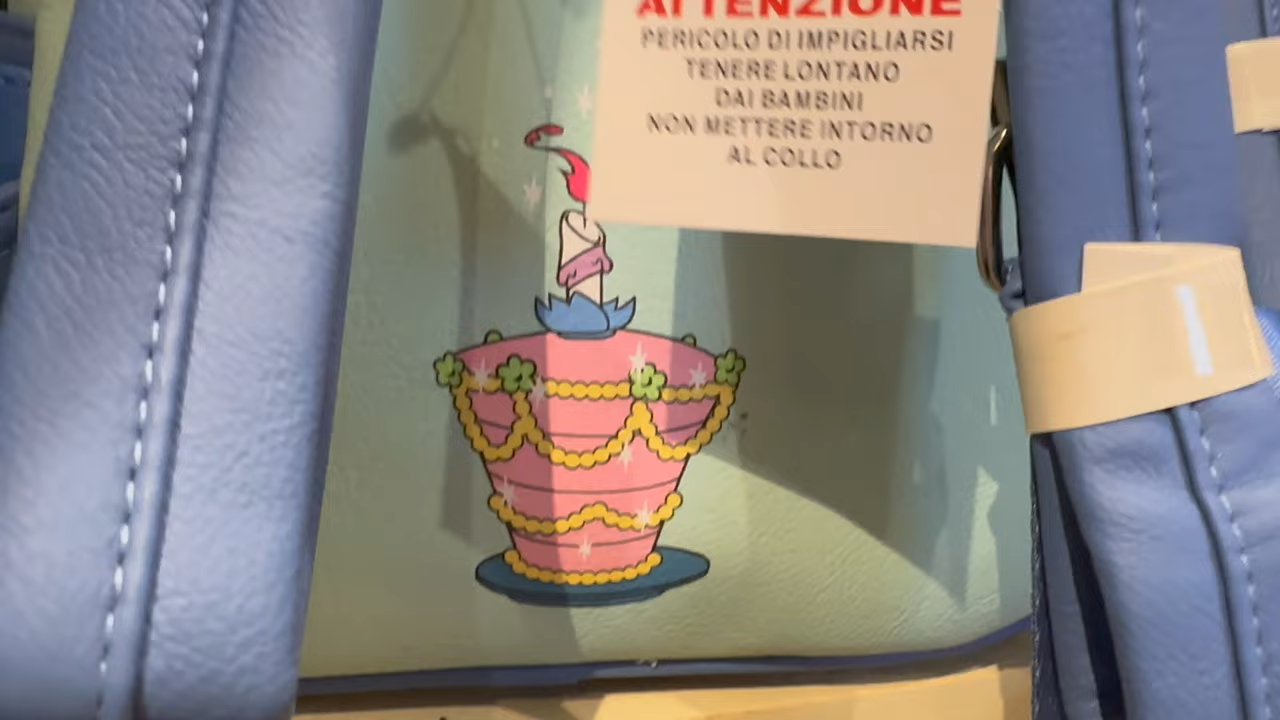 ATTENZIONE
PERICOLO DI IMPIGLIARSI
TENERE LONTANO
DAI BAMBINI
NON METTERE INTORNO
AL COLLO